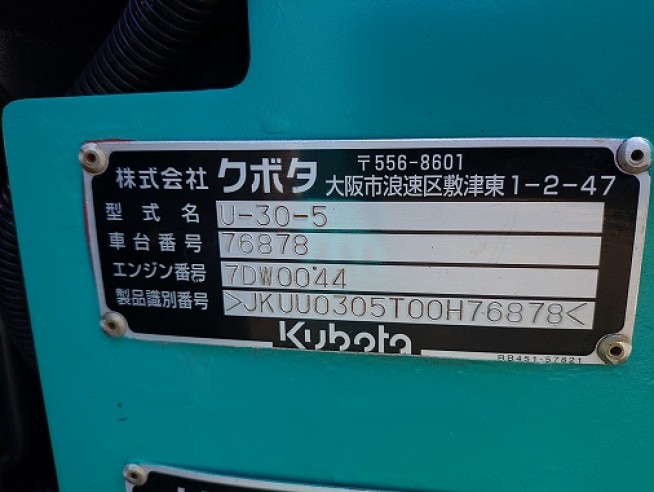 株式会社 クボタ 〒556-8601
大阪市浪速区敷津東1-2-47
型式名 U-30-5
車台番号 76878
エンジン番号 7DW0044
製品識別番号 >JKUU0305T00H76878<
Kubota
RB451-57821